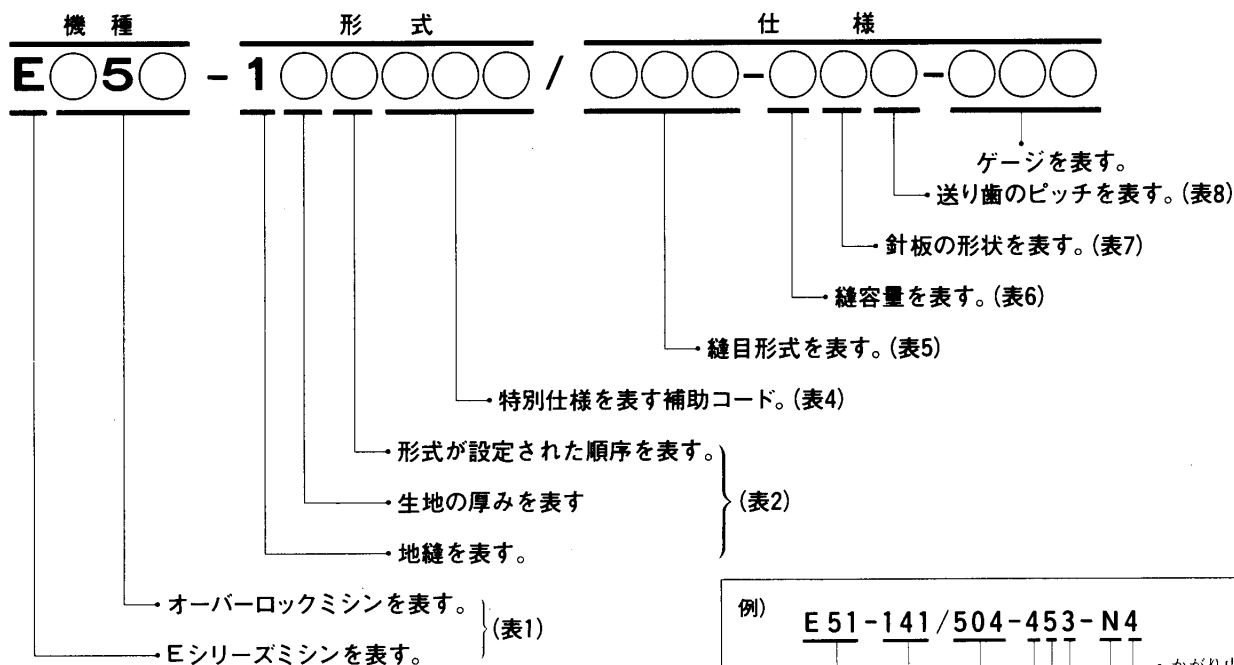 機種 形式 仕様
E○5○-1○○○○○/○○○-○○○-○○○
ゲージを表す。
送り歯のピッチを表す。(表8)
針板の形状を表す。(表7)
縫容量を表す。(表6)
縫目形式を表す。(表5)
特別仕様を表す補助コード。(表4)
形式が設定された順序を表す。
生地の厚みを表す
(表2)
地縫を表す。
オーバーロックミシンを表す。
(表1)
Eシリーズミシンを表す。
例)
E51-141/504-453-N4